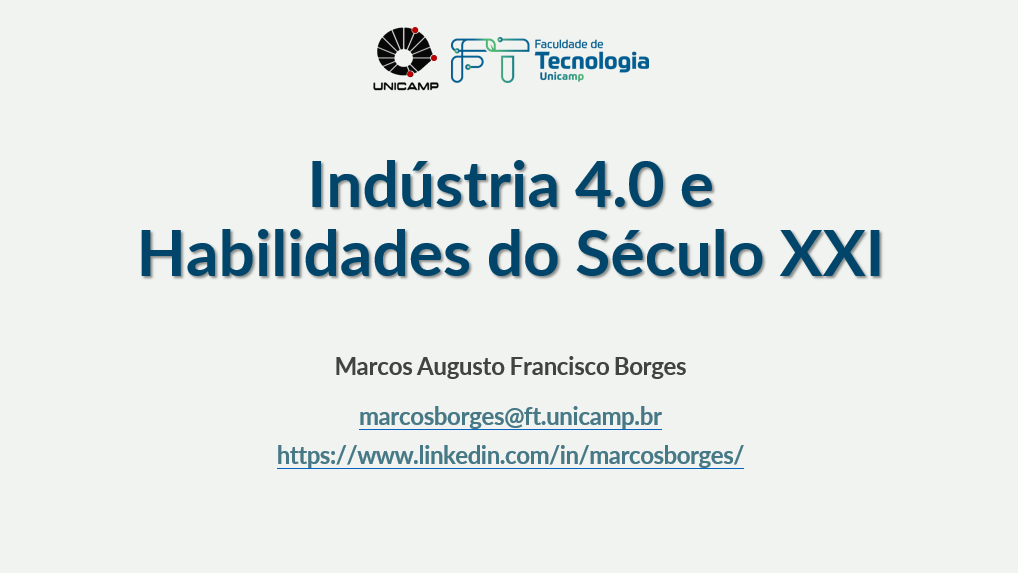 UNICAMP
Faculdade de
Tecnologia
Unicamp
Indústria 4.0 e
Habilidades do Século XXI
Marcos Augusto Francisco Borges
marcosborges@ft.unicamp.br
https://www.linkedin.com/in/marcosborges/